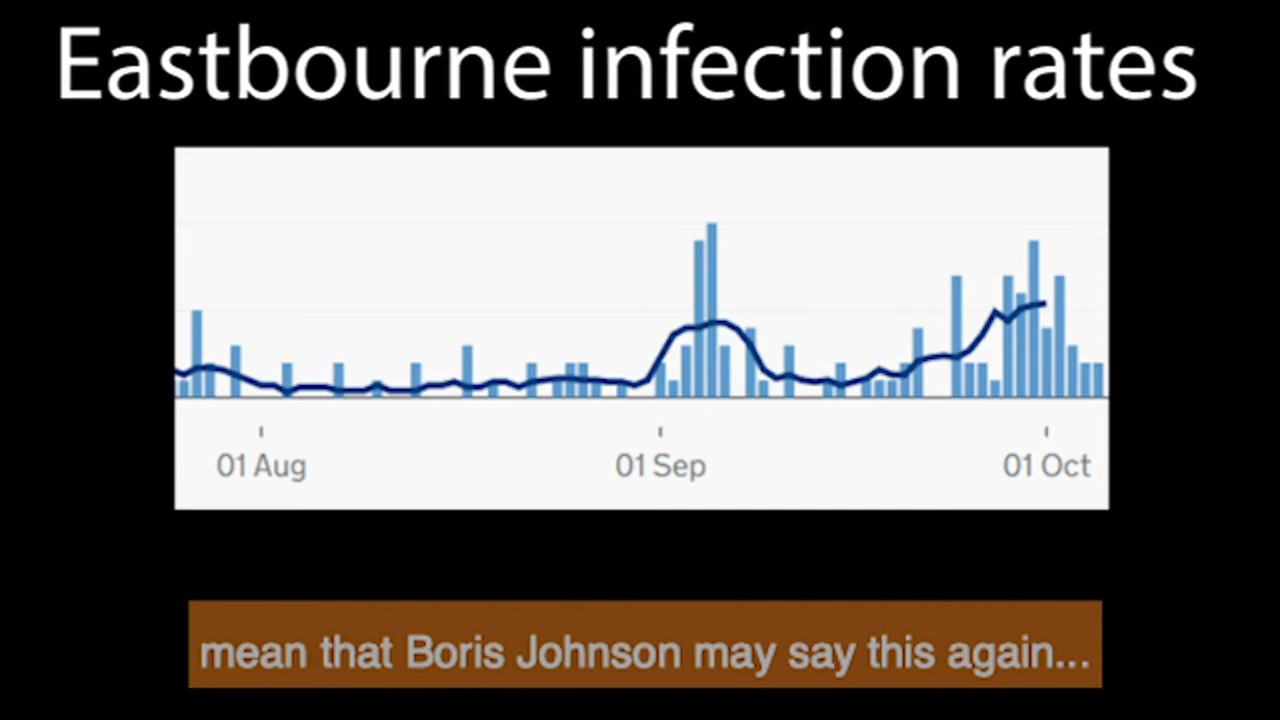 Eastbourne infection rates
01 Aug 01 Sep 01 Oct
mean that Boris Johnson may say this again...